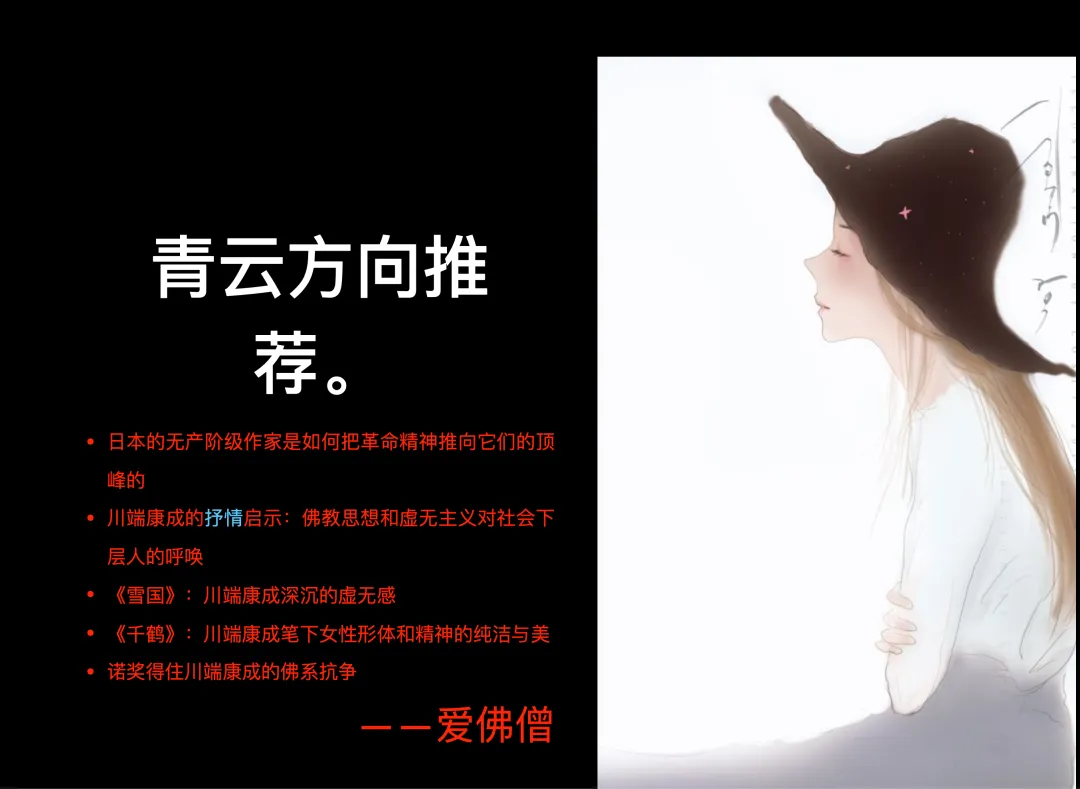 青云方向推
荐。
• 日本的无产阶级作家是如何把革命精神推向它们的顶
峰的
• 川端康成的抒情启示：佛教思想和虚无主义对社会下
层人的呼唤
• 《雪国》：川端康成深沉的虚无感
• 《千鹤》：川端康成笔下女性形体和精神的纯洁与美
• 诺奖得住川端康成的佛系抗争
——爱佛僧